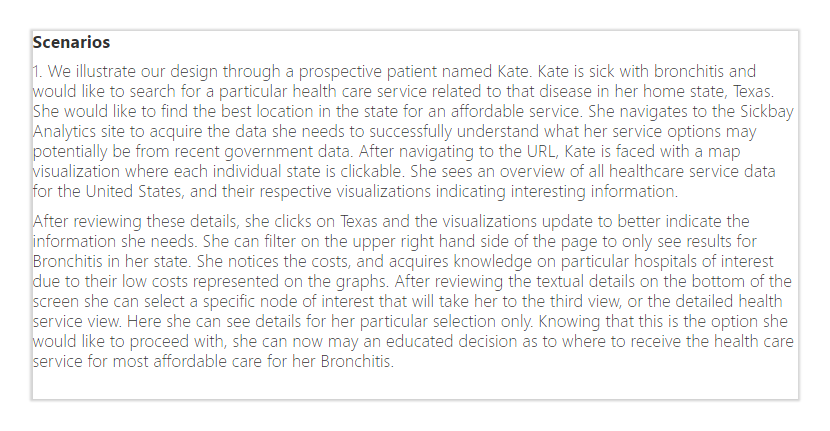 Scenarios
1. We illustrate our design through a prospective patient named Kate. Kate is sick with bronchitis and
would like to search for a particular health care service related to that disease in her home state, Texas.
She would like to find the best location in the state for an affordable service. She navigates to the Sickbay
Analytics site to acquire the data she needs to successfully understand what her service options may
potentially be from recent government data. After navigating to the URL, Kate is faced with a map
visualization where each individual state is clickable. She sees an overview of all healthcare service data
for the United States, and their respective visualizations indicating interesting information.
After reviewing these details, she clicks on Texas and the visualizations update to better indicate the
information she needs. She can filter on the upper right hand side of the page to only see results for
Bronchitis in her state. She notices the costs, and acquires knowledge on particular hospitals of interest
due to their low costs represented on the graphs. After reviewing the textual details on the bottom of the
screen she can select a specific node of interest that will take her to the third view, or the detailed health
service view. Here she can see details for her particular selection only. Knowing that this is the option she
would like to proceed with, she can now may an educated decision as to where to receive the health care
service for most affordable care for her Bronchitis.